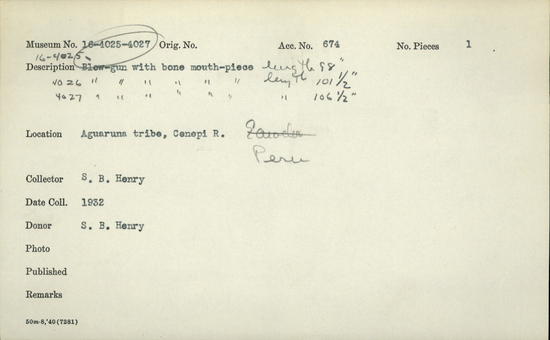 Museum No. 16-4025-4027 Orig. No. Acc. No. 674 No. Pieces 1
16-4025
Description Blow-gun with bone mouth-piece length 98"
4026 " " " " " " length 101 1/2"
4027 " " " " " " " 106 1/2"
Location Aguaruna tribe, Cenepi R.
Peru
Collector S. B. Henry
Date Coll. 1932
Donor S. B. Henry
Photo
Published
Remarks
50m-8,'40(7281)